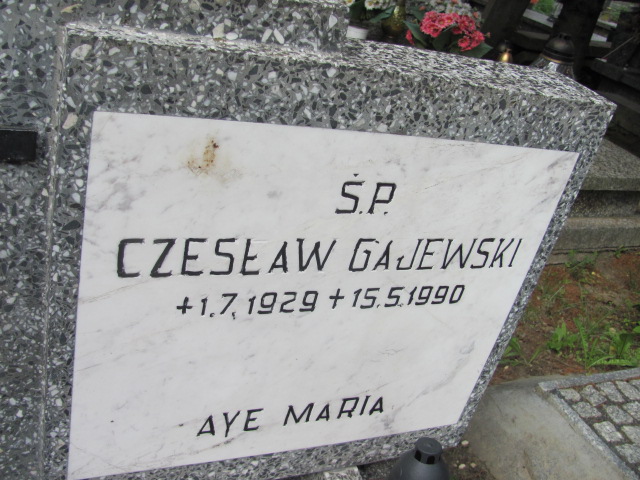 Ś.P.
CZESŁAW GAJEWSKI
+1.7.1929 + 15.5.1990
AYE MARIA